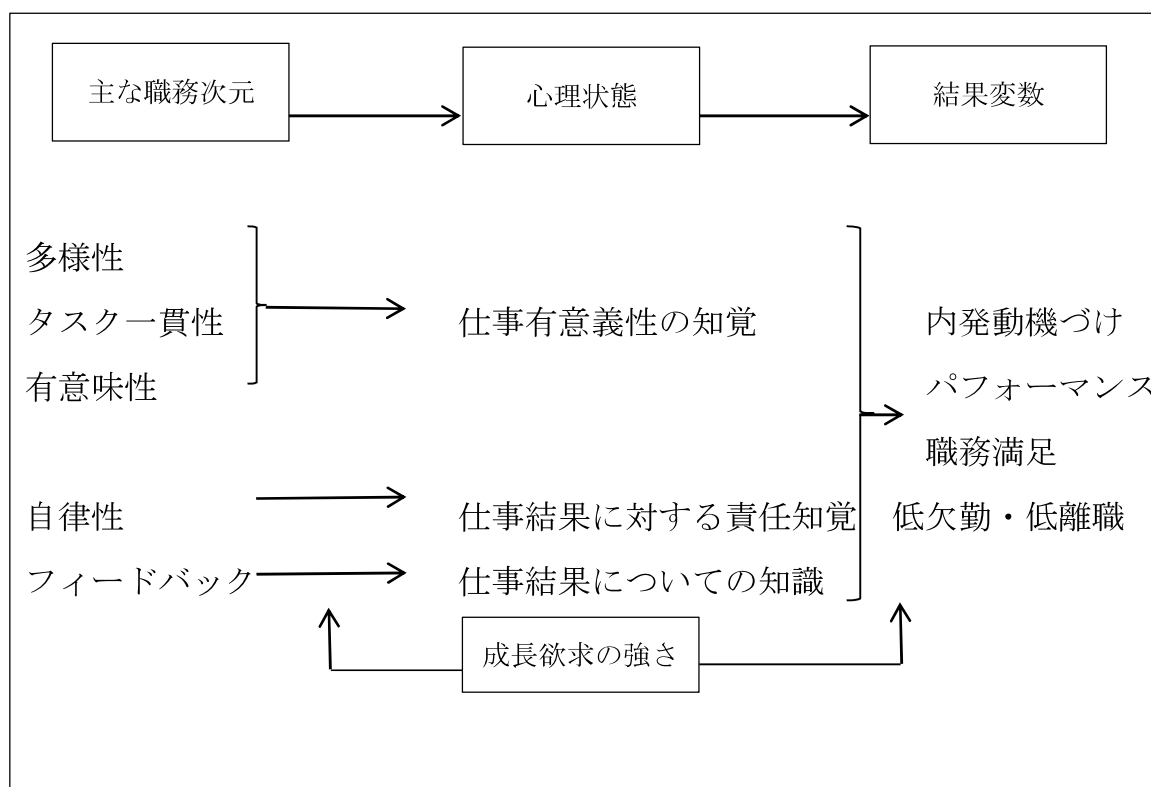 主な職務次元
心理状態
結果変数
多様性
タスク一貫性
有意味性
仕事有意義性の知覚
内発動機づけ
パフォーマンス
職務満足
自律性
仕事結果に対する責任知覚
低欠勤・低離職
フィードバック
仕事結果についての知識
成長欲求の強さ